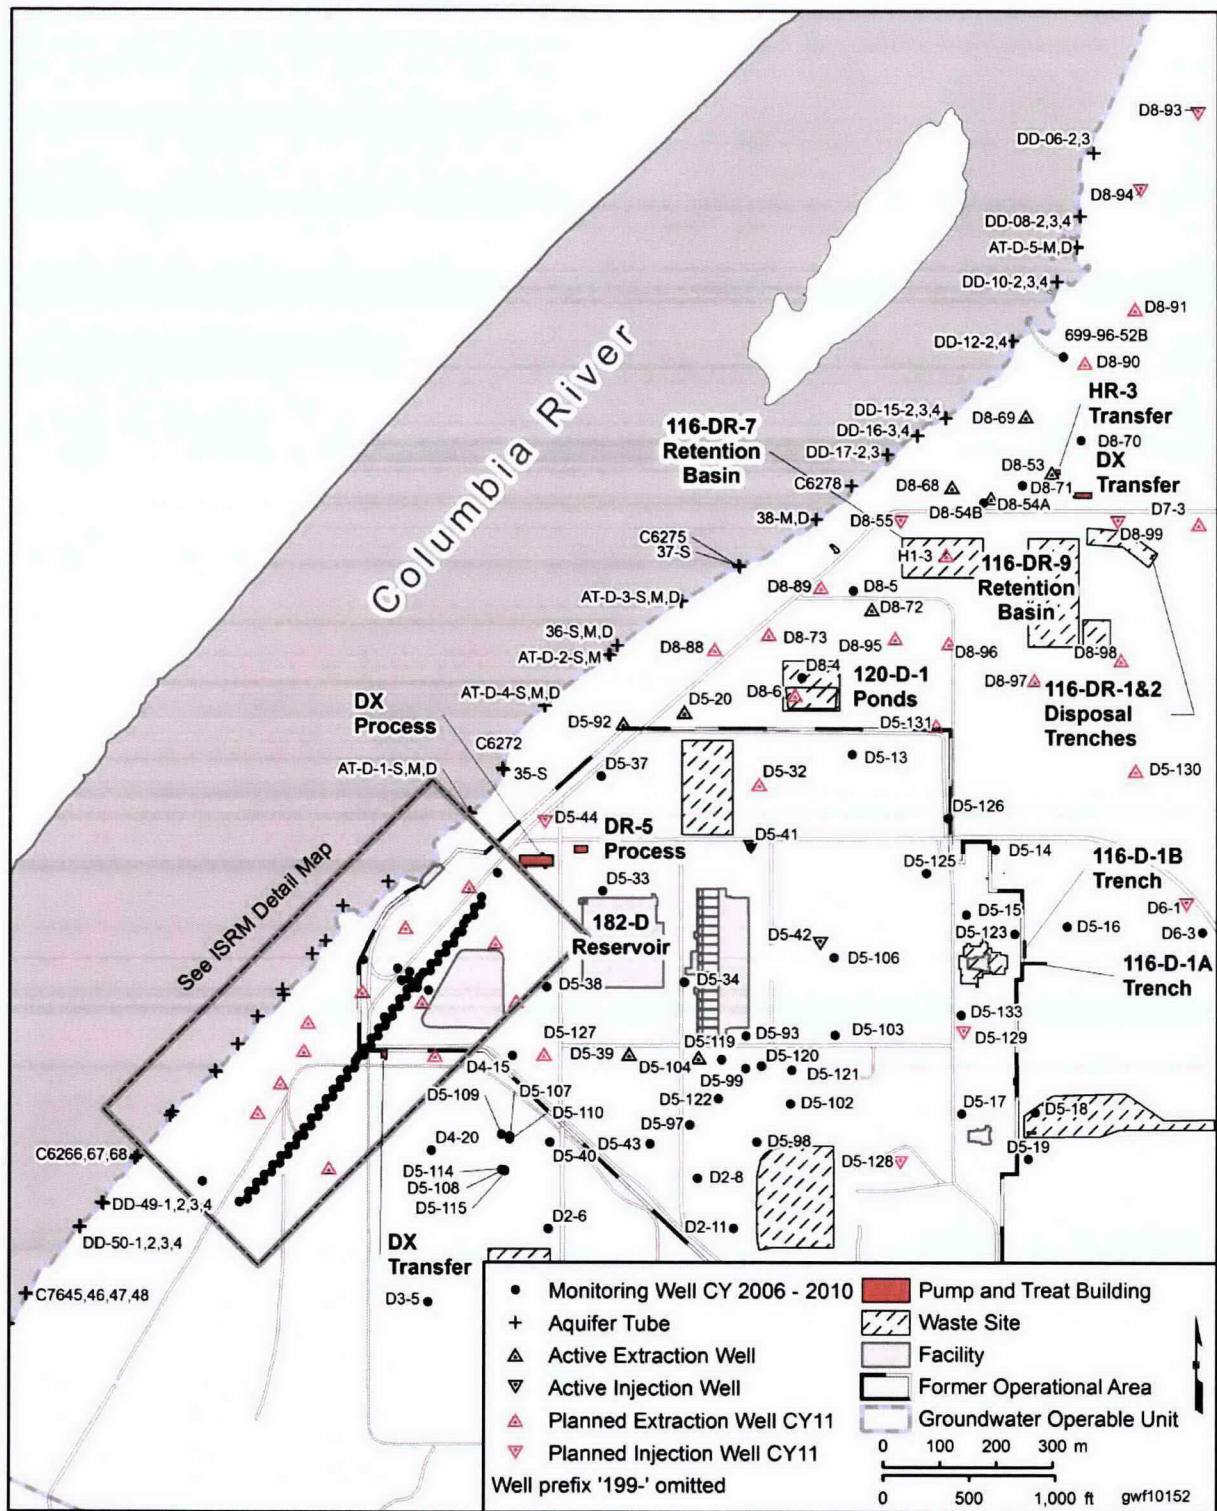 D8-93
DD-06-2,3
D8-94
DD-08-2,3,4
AT-D-5-M,D
DD-10-2,3,4
D8-91
699-96-52B
DD-12-2,4
D8-90
HR-3
Transfer
Columbia River
DD-15-2,3,4
D8-69
116-DR-7
Retention
Basin
DD-16-3,4
D8-70
DD-17-2,3
D8-53
DX
Transfer
C6278
D8-68
D8-71
D8-54A
D8-54B
38-M,D
D8-55
D7-3
D8-99
C6275
37-S
H1-3
116-DR-9
Retention
Basin
D8-89
D8-5
AT-D-3-S,M,D
D8-72
36-S,M,D
D8-73
D8-95
D8-96
AT-D-2-S,M
D8-88
D8-98
D8-4
120-D-1
Ponds
D8-97
D8-6
116-DR-1&2
Disposal
Trenches
AT-D-4-S,M,D
D5-20
DX
Process
D5-92
D5-131
C6272
35-S
AT-D-1-S,M,D
D5-37
D5-13
D5-32
D5-130
D5-126
D5-44
DR-5
Process
D5-41
D5-125
D5-14
116-D-1B
Trench
See ISRM Detail Map
D5-33
182-D
Reservoir
D5-15
D6-1
D5-123
D5-16
D6-3
D5-42
D5-106
116-D-1A
Trench
D5-38
D5-34
D5-133
D5-127
D5-119
D5-93
D5-103
D5-129
D4-15
D5-39
D5-104
D5-120
D5-99
D5-121
D5-107
D5-109
D5-122
D5-102
D5-110
D5-97
D5-17
D5-18
D4-20
D5-40
D5-43
D5-98
C6266,67,68
D5-114
D5-128
D5-19
D5-108
D2-8
D5-115
DD-49-1,2,3,4
D2-6
D2-11
DD-50-1,2,3,4
DX
Transfer
C7645,46,47,48
D3-5
Monitoring Well CY 2006 - 2010
Aquifer Tube
Active Extraction Well
Active Injection Well
Planned Extraction Well CY11
Planned Injection Well CY11
Well prefix '199-' omitted
Pump and Treat Building
Waste Site
Facility
Former Operational Area
Groundwater Operable Unit
0 100 200 300 m
0 500 1,000 ft
gwf10152